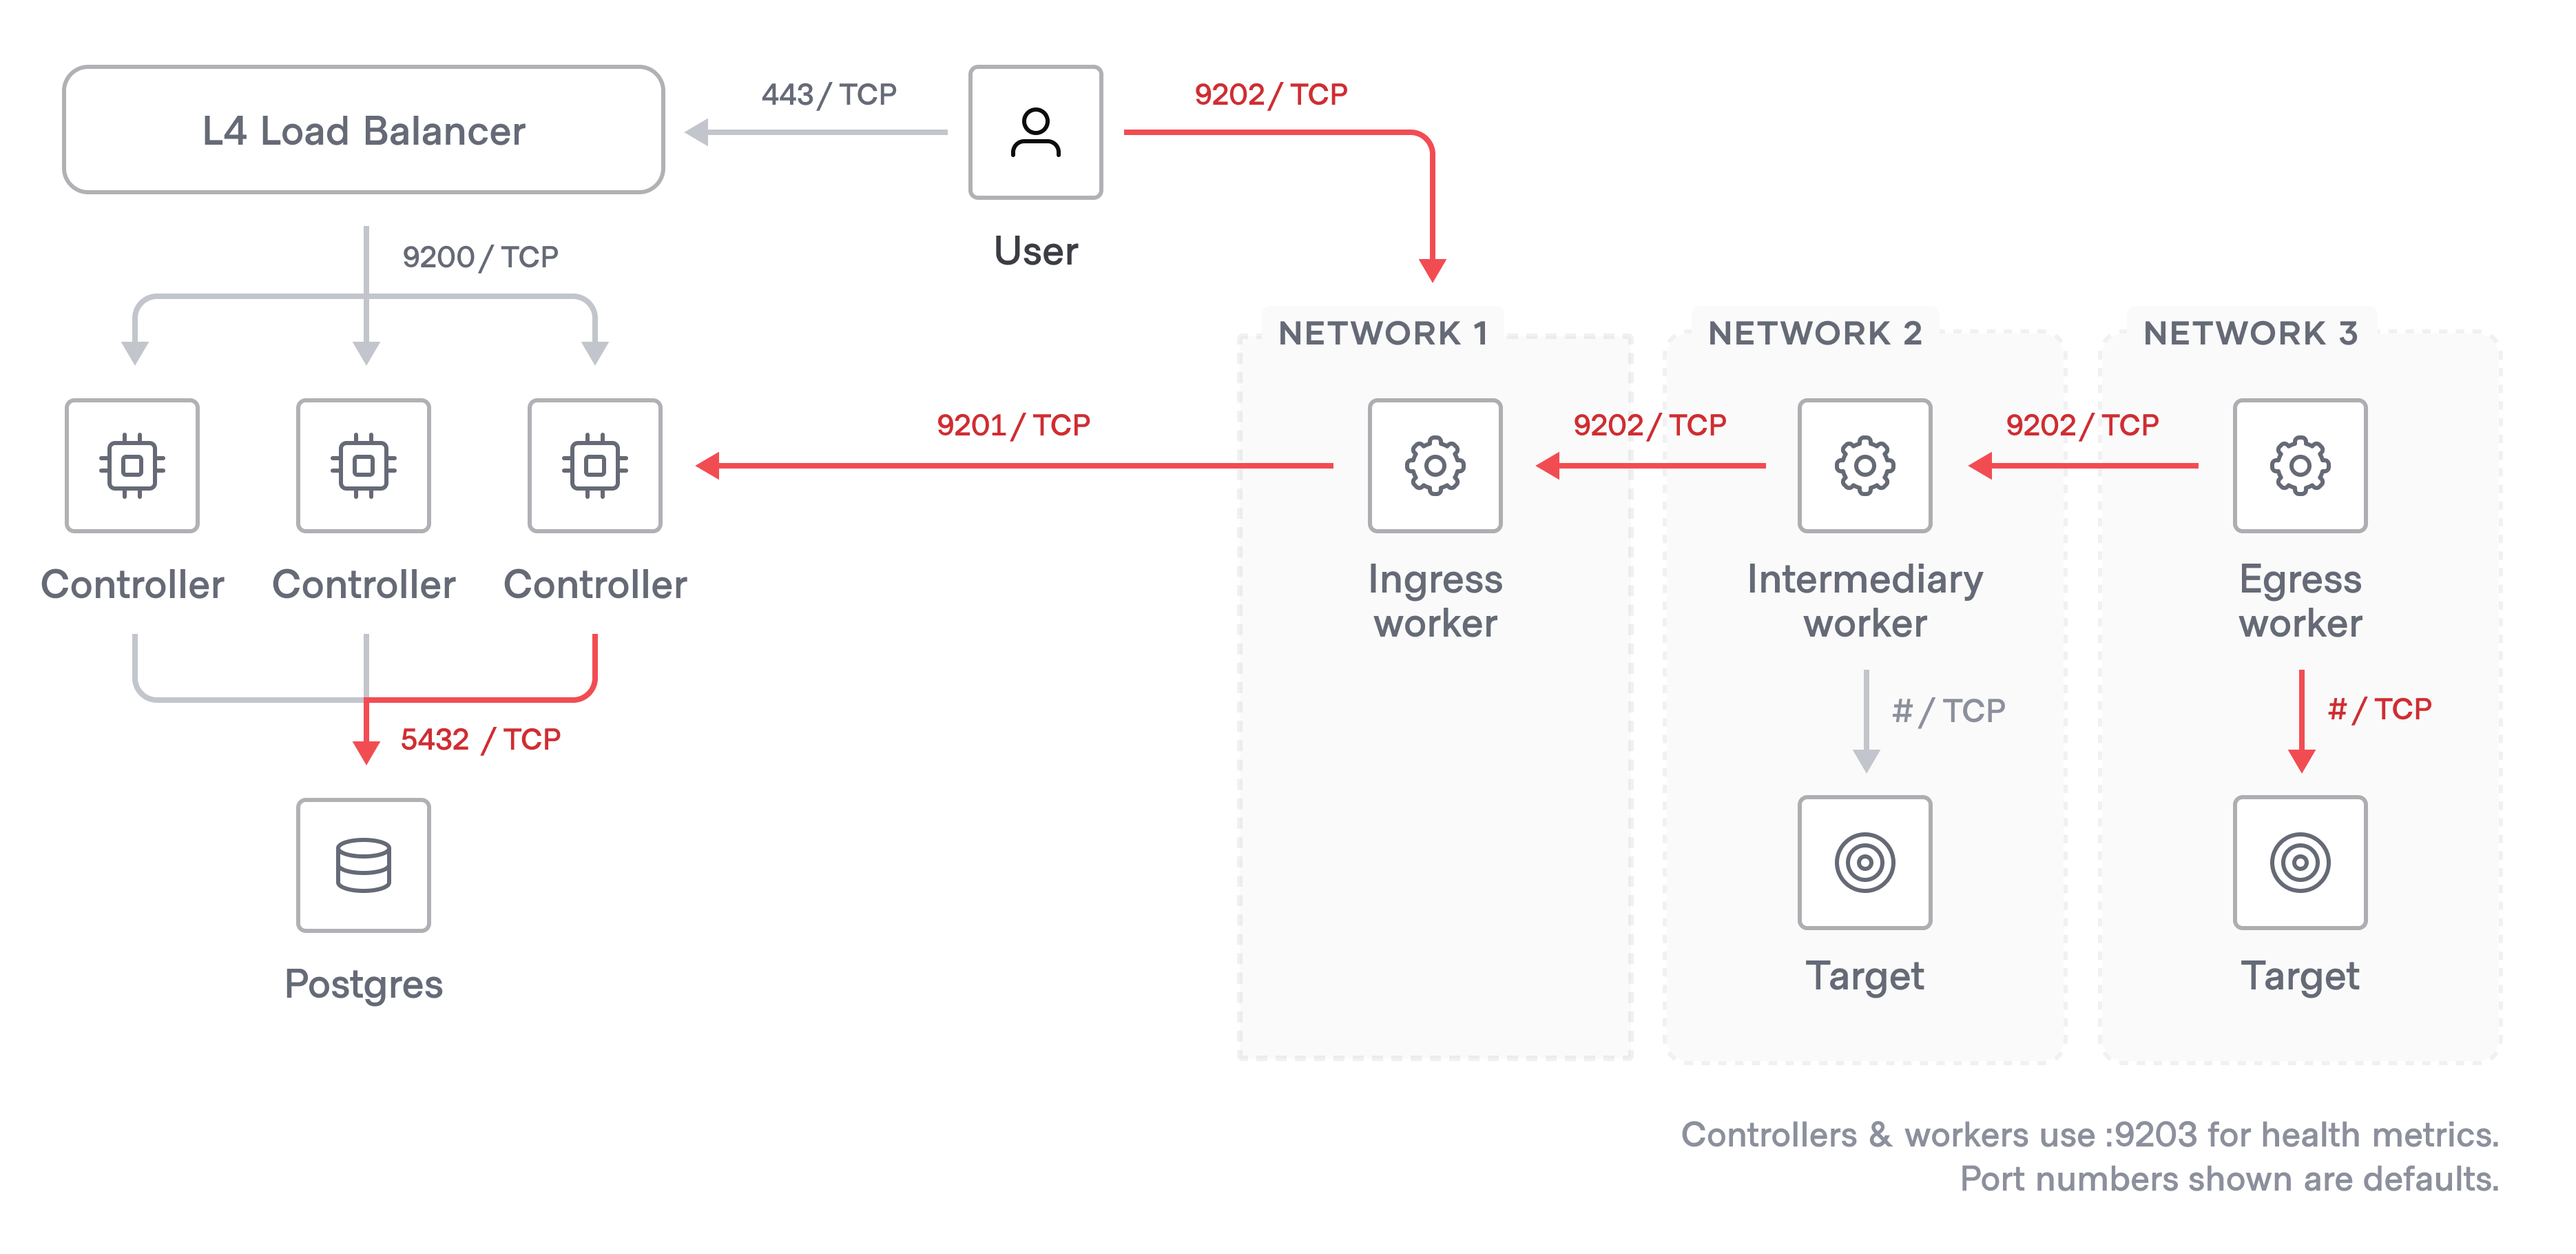 L4 Load Balancer
443/ TCP
9202/ TCP
User
9200/ TCP
NETWORK 1
NETWORK 2
NETWORK 3
9201/ TCP
9202/ TCP
9202/ TCP
Controller
Controller
Controller
Ingress
worker
Intermediary
worker
Egress
worker
5432 / TCP
#/ TCP
#/ TCP
Postgres
Target
Target
Controllers & workers use :9203 for health metrics.
Port numbers shown are defaults.